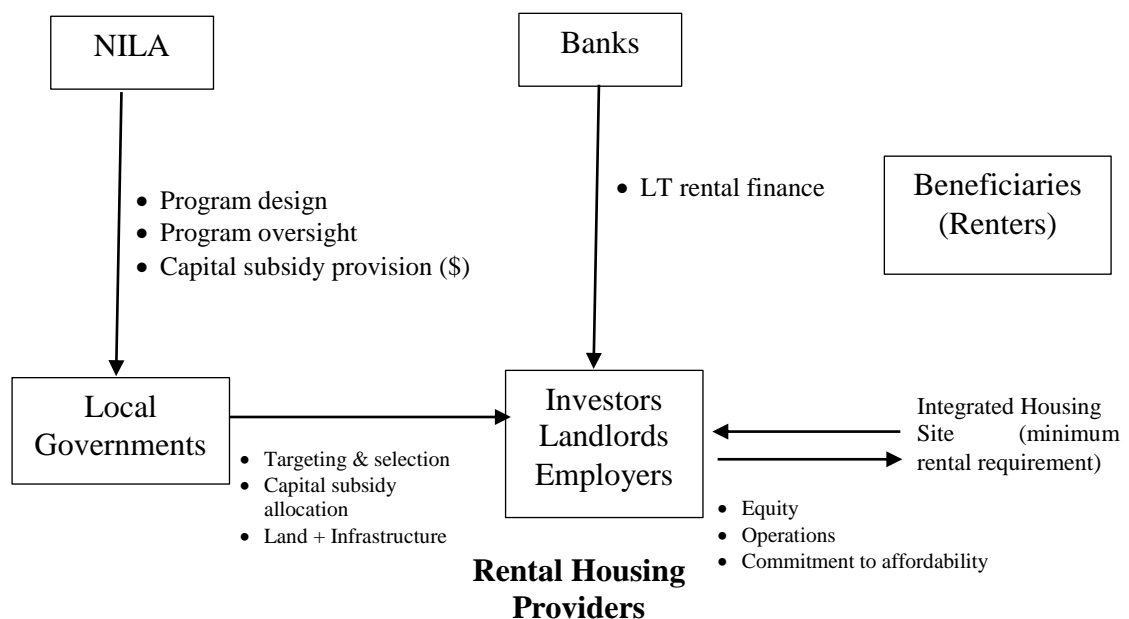 NILA
Banks
Beneficiaries
(Renters)
• Program design
• Program oversight
• Capital subsidy provision ($)
• LT rental finance
Local
Governments
Investors
Landlords
Employers
Integrated Housing
Site (minimum
rental requirement)
• Targeting & selection
• Capital subsidy
allocation
• Land + Infrastructure
• Equity
• Operations
• Commitment to affordability
Rental Housing
Providers